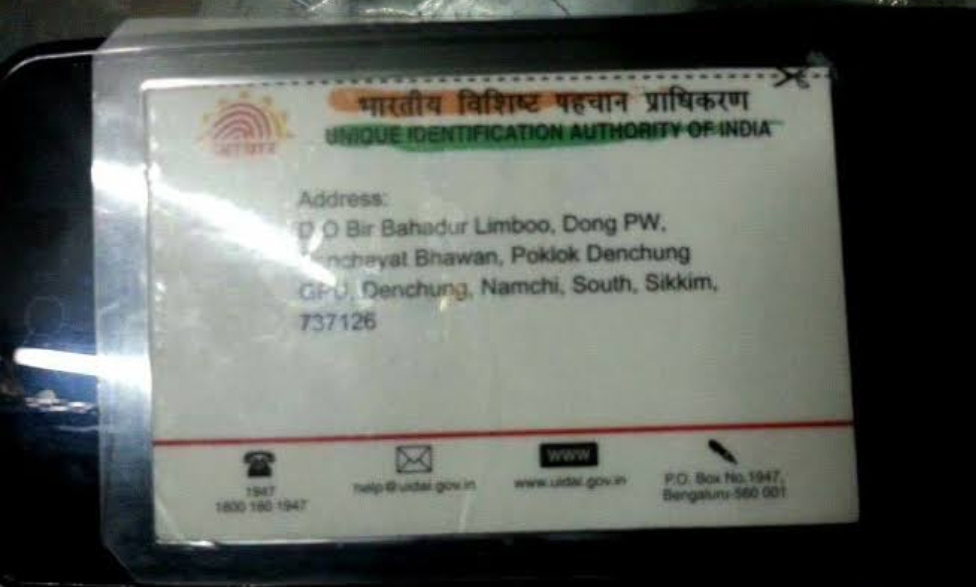 भारतीय विशिष्ट पहचान प्राधिकरण
UNIQUE IDENTIFICATION AUTHORITY OF INDIA
आधार
Address:
D O Bir Bahadur Limboo, Dong PW,
Bhawan, Poklok Denchung
GPU, Denchung, Namchi, South, Sikkim,
737126
1947
1800 180 1947
help@uidai.gov.in
WWW
www.uidai.gov.in
P.O. Box No.1947,
Bengaluru-560 001